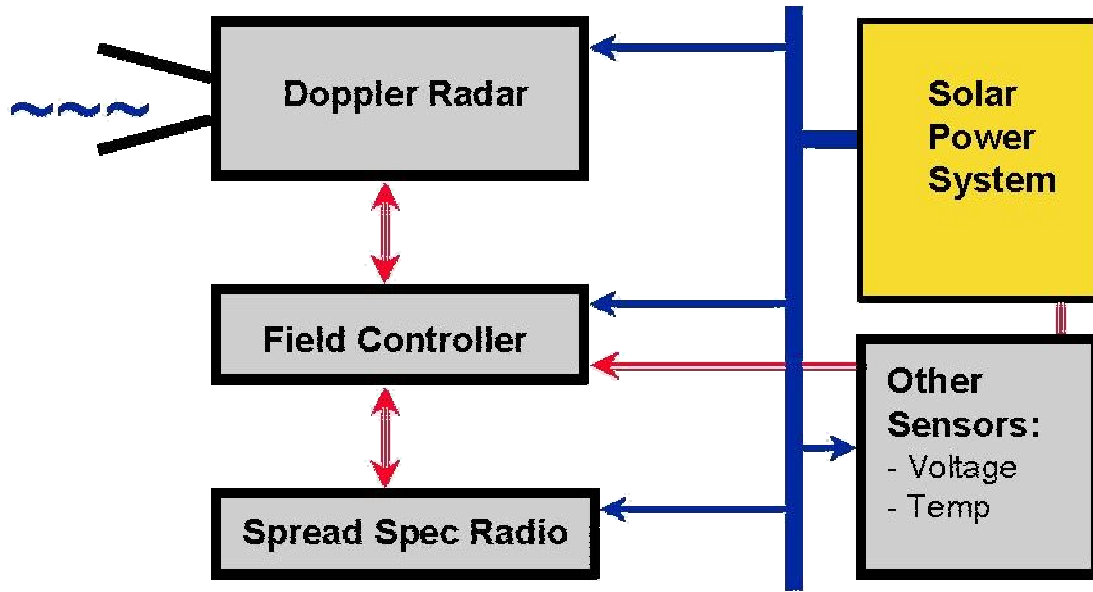 Doppler Radar
Solar
Power
System
Field Controller
Other
Sensors:
- Voltage
- Temp
Spread Spec Radio